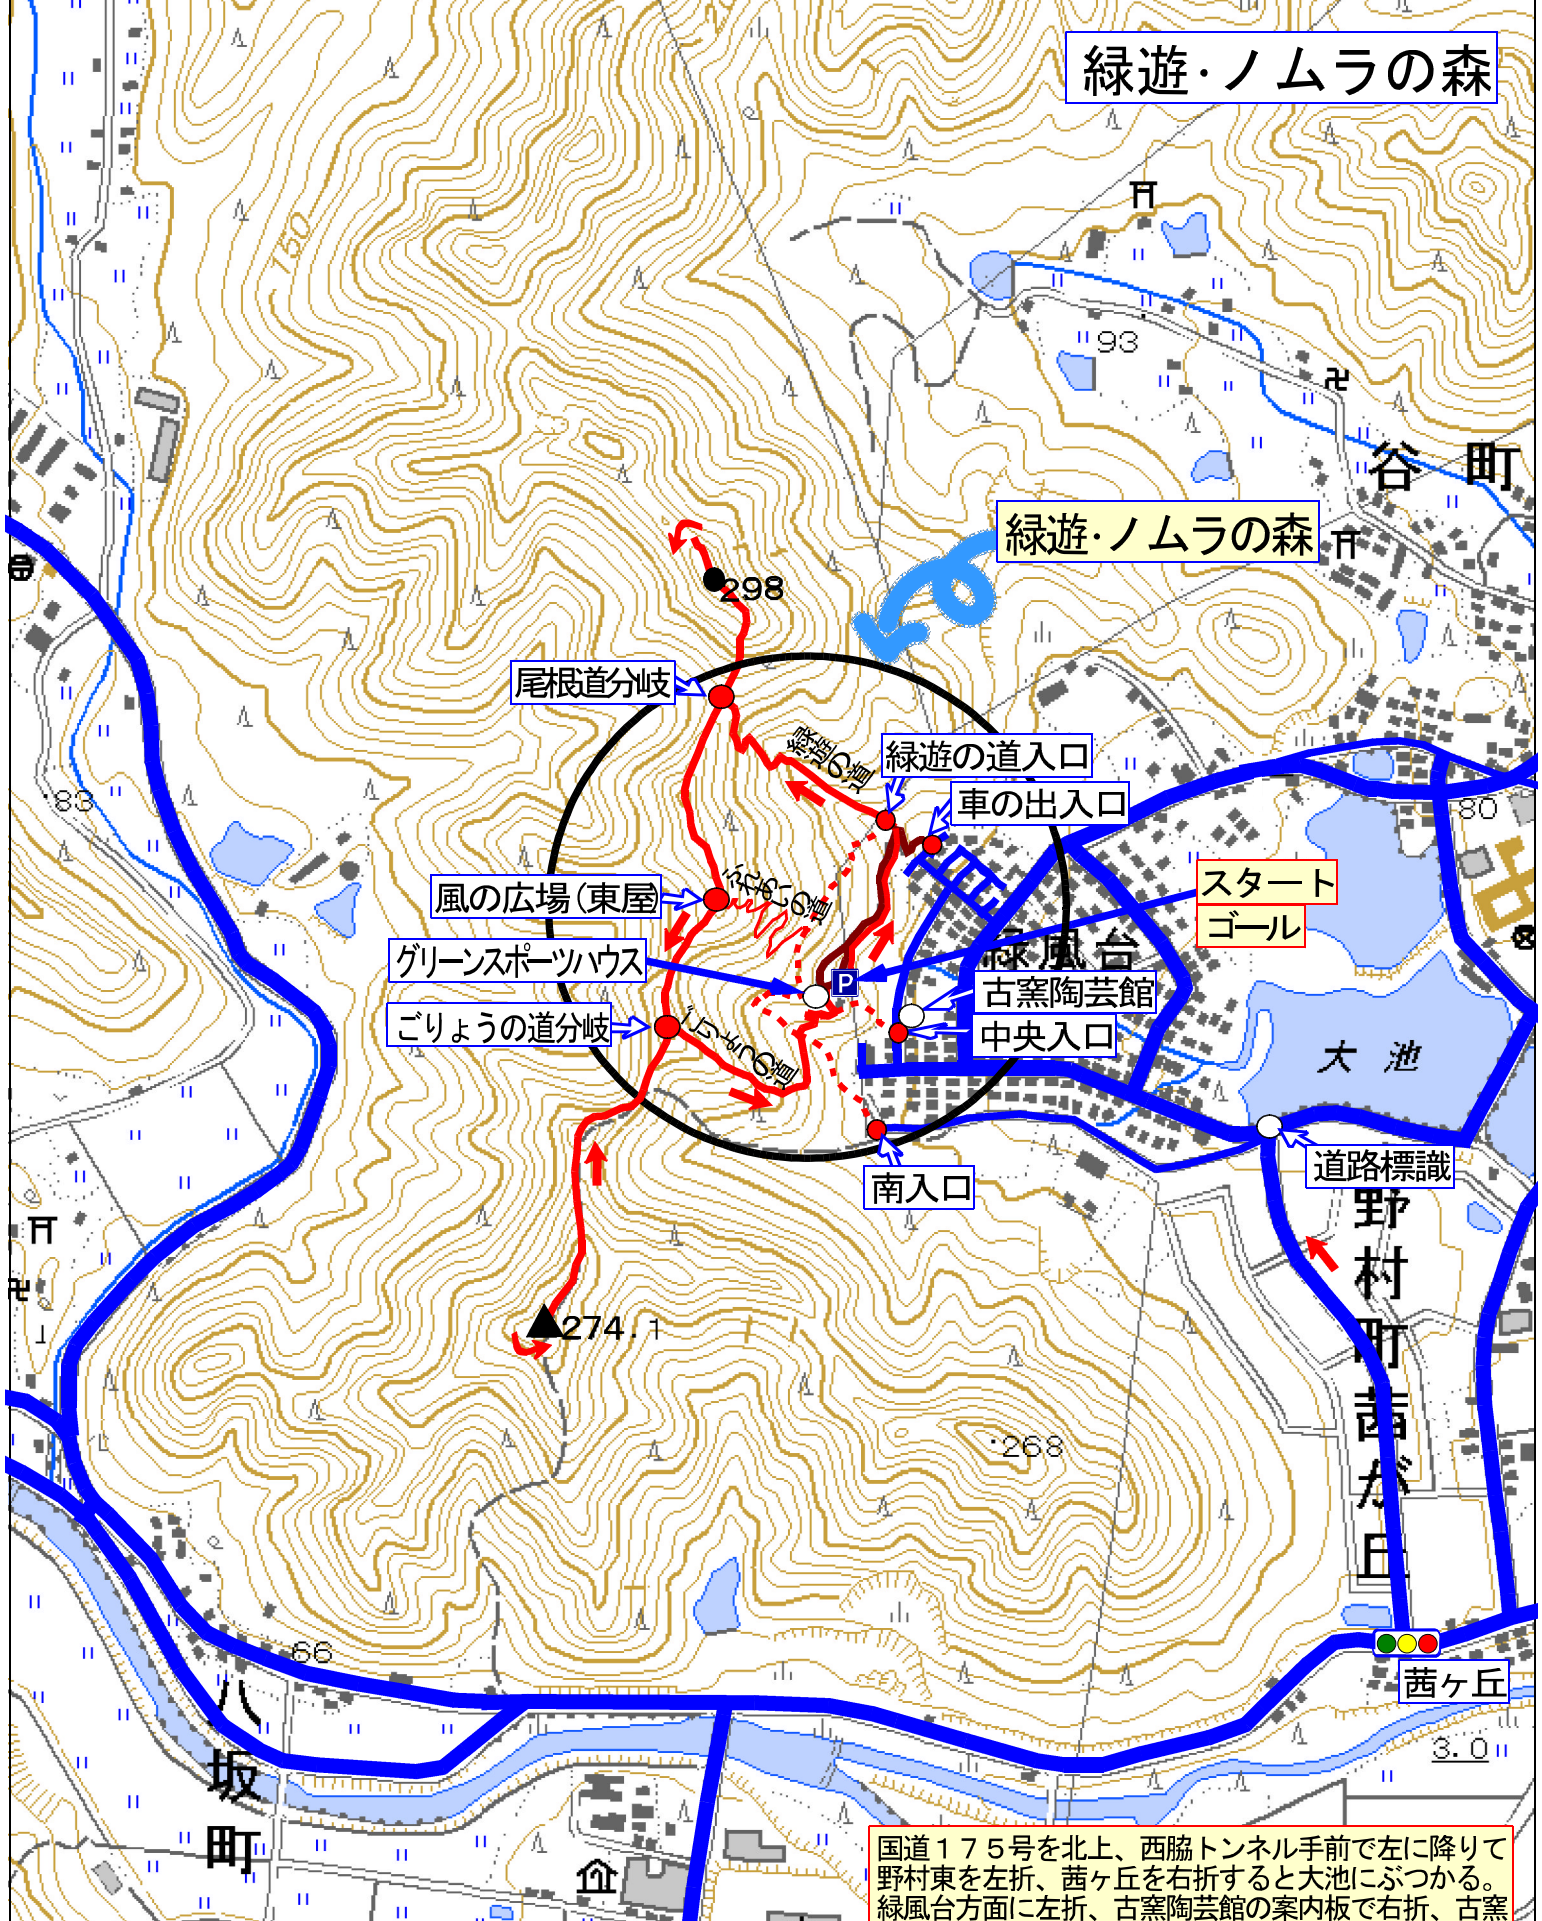 緑遊・ノムラの森
150
93
谷町
緑遊・ノムラの森
298
尾根道分岐
緑遊の道
緑遊の道入口
車の出入口
83
80
スタート
ゴール
風の広場(東屋)
ふれあいの道
緑風台
グリーンスポーツハウス
P
古窯陶芸館
ごりょうの道分岐
ごりょうの道
中央入口
大池
道路標識
南入口
野村町茜が丘
274.1
268
66
茜ヶ丘
八坂町
3.0
国道175号を北上、西脇トンネル手前で左に降りて
野村東を左折、茜ヶ丘を右折すると大池にぶつかる。
緑風台方面に左折、古窯陶芸館の案内板で右折、古窯